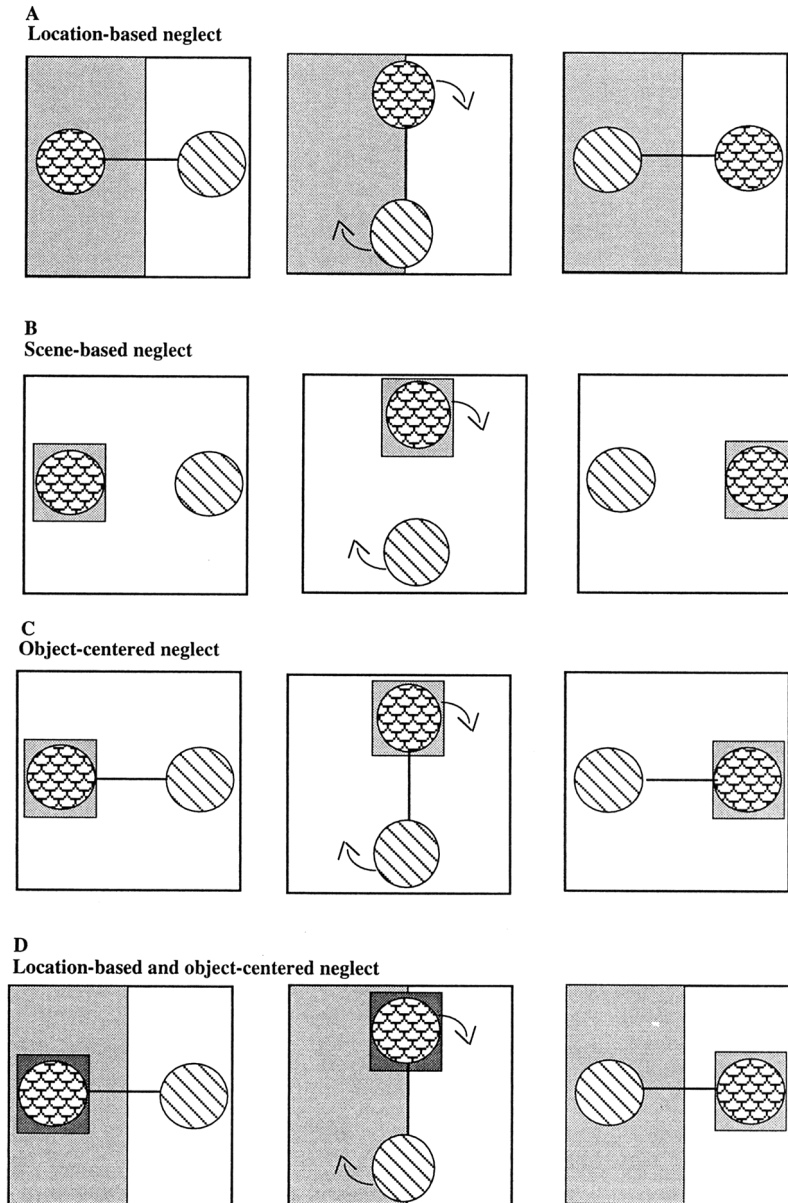 A
Location-based neglect
B
Scene-based neglect
C
Object-centered neglect
D
Location-based and object-centered neglect